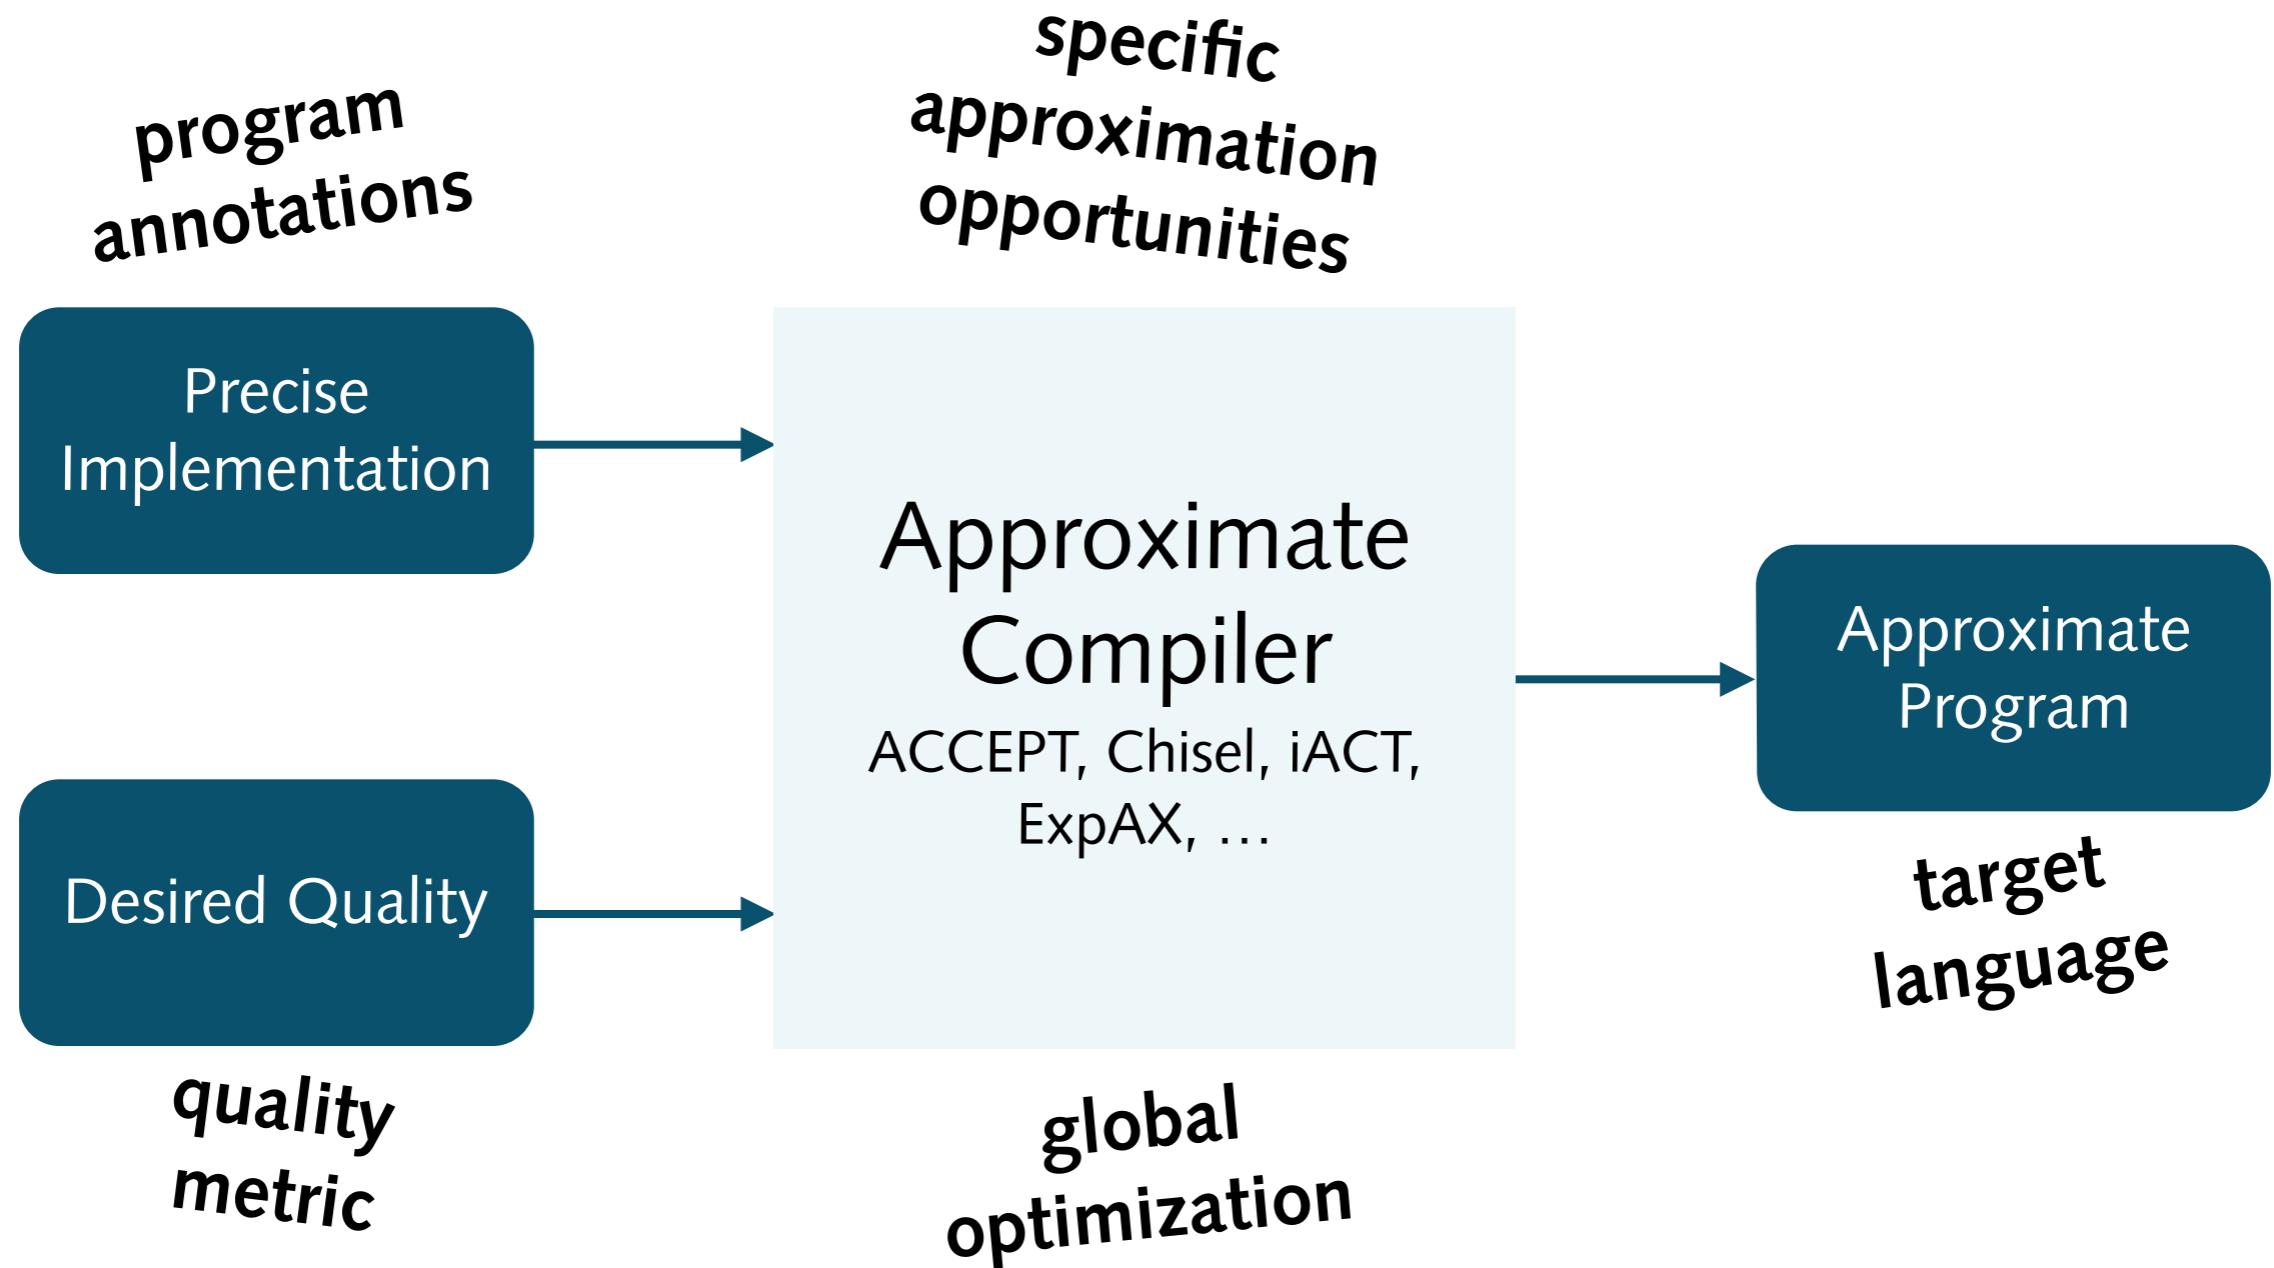 program
annotations
specific
approximation
opportunities
Precise
Implementation
Approximate
Compiler
ACCEPT, Chisel, iACT,
ExpAX, …
Desired Quality
quality
metric
global
optimization
Approximate
Program
target
language